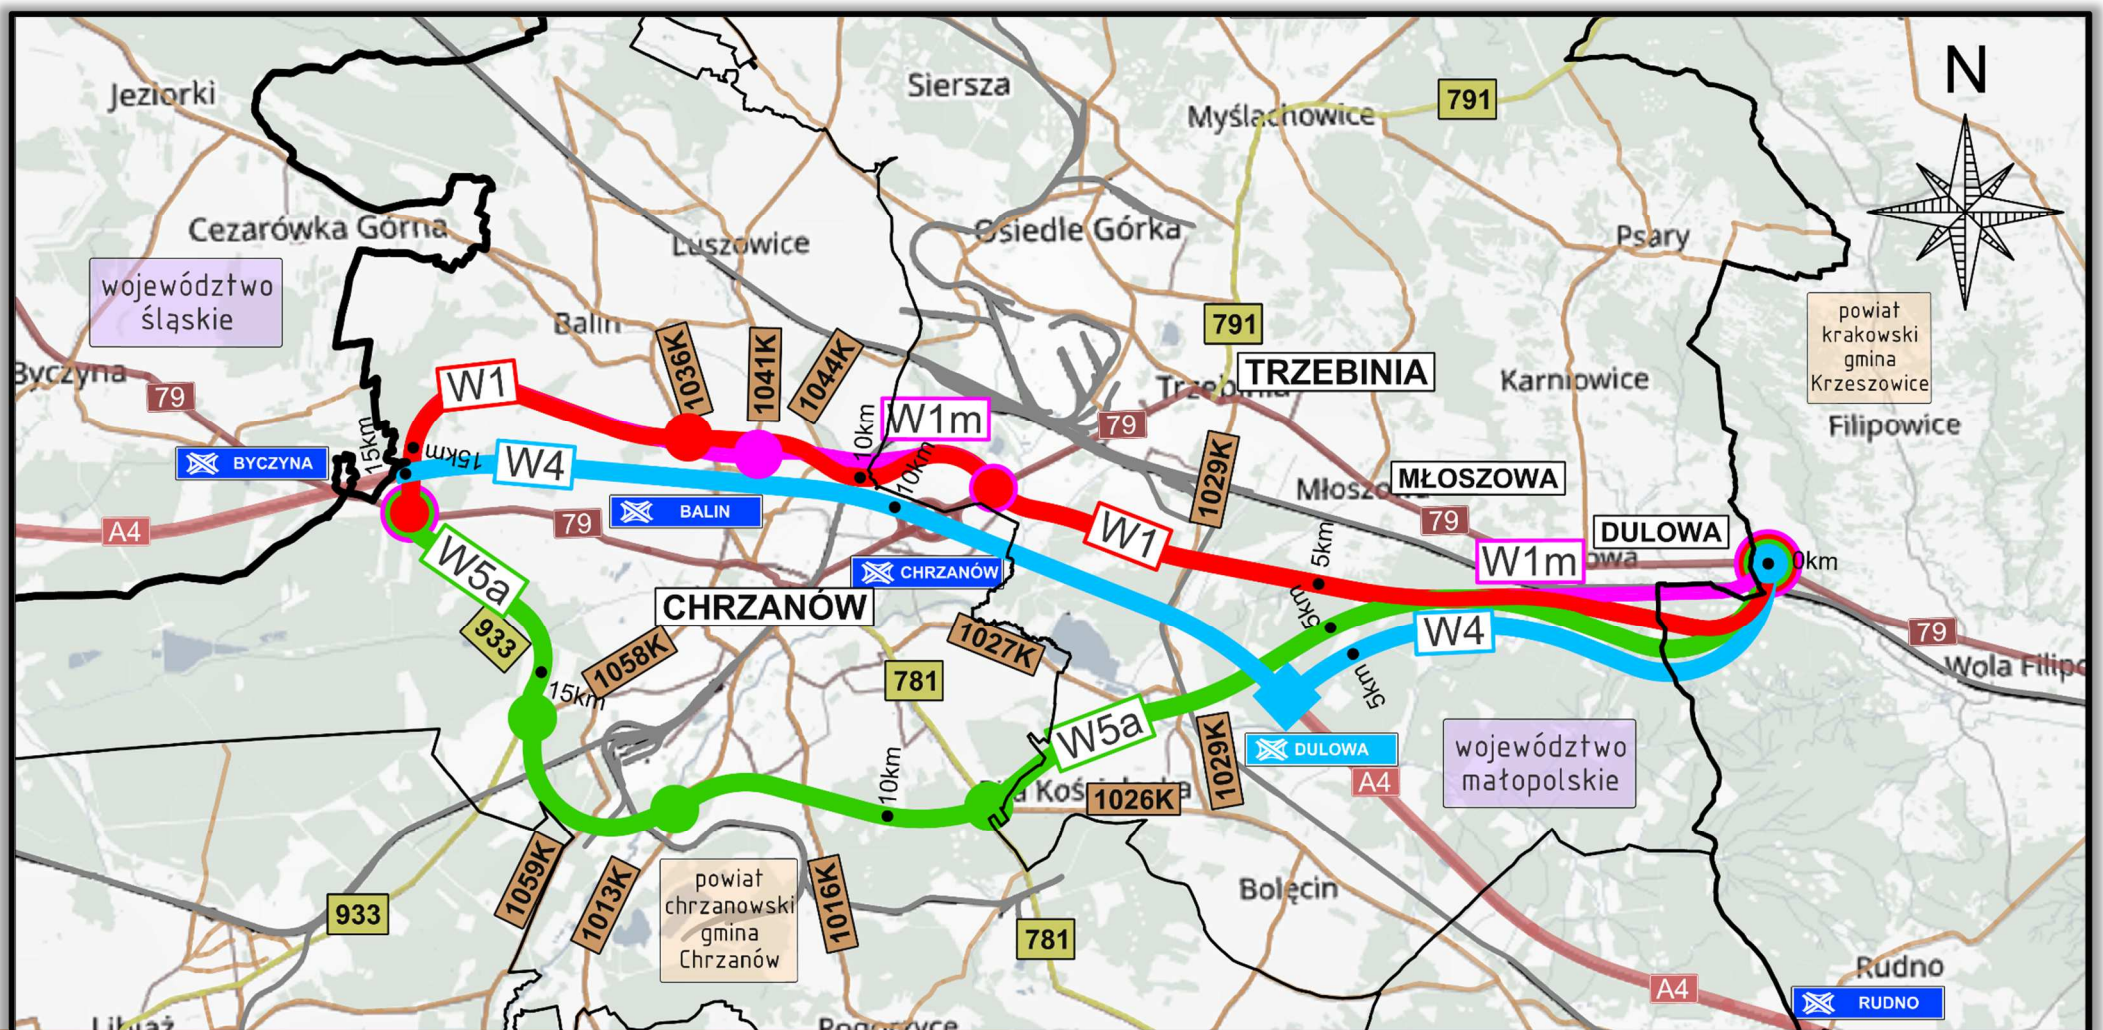 N
Siersza
Jeziorki
791
Myślachowice
Cezarówka Górna
Luszowice
Osiedle Górka
Psary
województwo
śląskie
powiat
krakowski
gmina
Krzeszowice
Balin
791
1036K
1041K
1044K
Byczyna
79
W1
TRZEBINIA
Karniowice
W1m
79
Filipowice
15km
15km
10km
10km
BYCZYNA
W4
1029K
MŁOSZOWA
Młoszowa
A4
79
BALIN
79
W1
5km
DULOWA
W1m
0km
CHRZANÓW
W5a
CHRZANÓW
5km
933
1058K
1027K
W4
79
15km
781
5km
W5a
1029K
DULOWA
województwo
małopolskie
A4
10km
1026K
1059K
1013K
powiat
chrzanowski
gmina
Chrzanów
1016K
Bolęcin
933
781
A4
Rudno
RUDNO